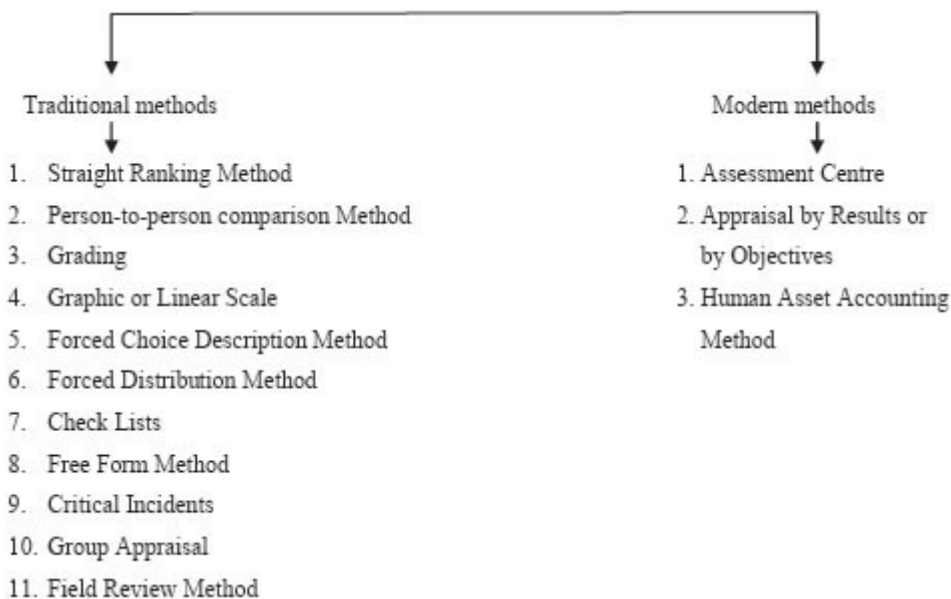 Traditional methods
1. Straight Ranking Method
2. Person-to-person comparison Method
3. Grading
4. Graphic or Linear Scale
5. Forced Choice Description Method
6. Forced Distribution Method
7. Check Lists
8. Free Form Method
9. Critical Incidents
10. Group Appraisal
11. Field Review Method
Modern methods
1. Assessment Centre
2. Appraisal by Results or
by Objectives
3. Human Asset Accounting
Method